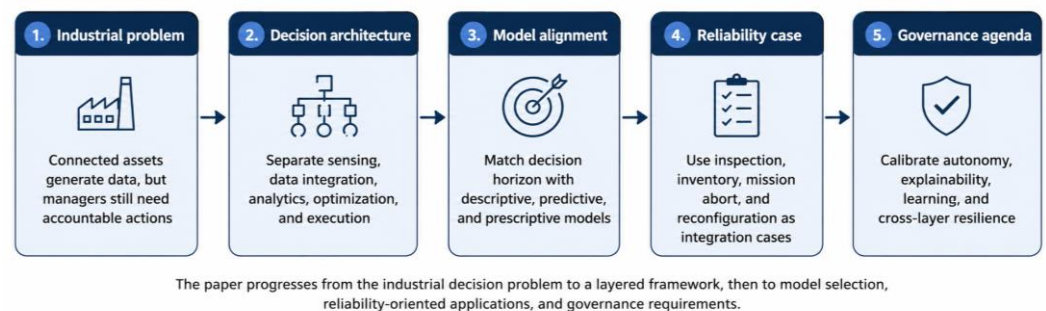 1. Industrial problem
Connected assets
generate data, but
managers still need
accountable actions
2. Decision architecture
Separate sensing,
data integration,
analytics, optimization,
and execution
3. Model alignment
Match decision
horizon with
descriptive, predictive,
and prescriptive models
4. Reliability case
Use inspection,
inventory, mission
abort, and
reconfiguration as
integration cases
5. Governance agenda
Calibrate autonomy,
explainability,
learning, and
cross-layer resilience
The paper progresses from the industrial decision problem to a layered framework, then to model selection,
reliability-oriented applications, and governance requirements.